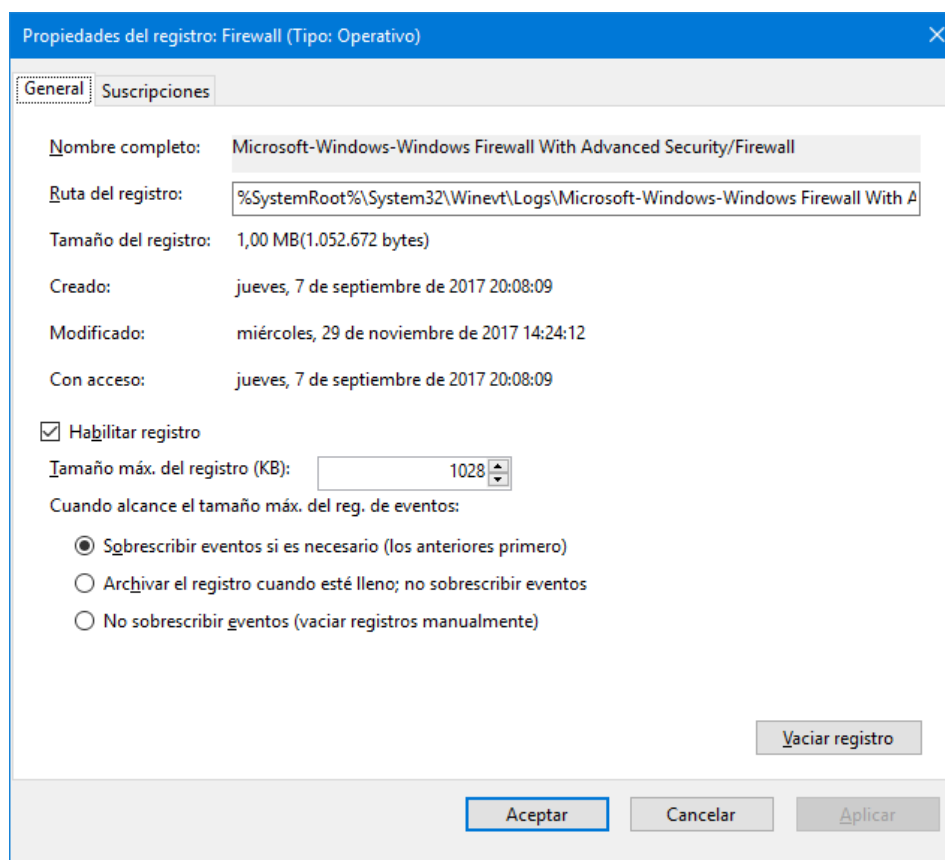 Propiedades del registro: Firewall (Tipo: Operativo)
General Suscripciones
Nombre completo: Microsoft-Windows-Windows Firewall With Advanced Security/Firewall
Ruta del registro: %SystemRoot%\System32\Winevt\Logs\Microsoft-Windows-Windows Firewall With A
Tamaño del registro: 1,00 MB(1.052.672 bytes)
Creado: jueves, 7 de septiembre de 2017 20:08:09
Modificado: miércoles, 29 de noviembre de 2017 14:24:12
Con acceso: jueves, 7 de septiembre de 2017 20:08:09
Habilitar registro
Tamaño máx. del registro (KB): 1028
Cuando alcance el tamaño máx. del reg. de eventos:
Sobrescribir eventos si es necesario (los anteriores primero)
Archivar el registro cuando esté lleno; no sobrescribir eventos
No sobrescribir eventos (vaciar registros manualmente)
Vaciar registro
Aceptar Cancelar Aplicar